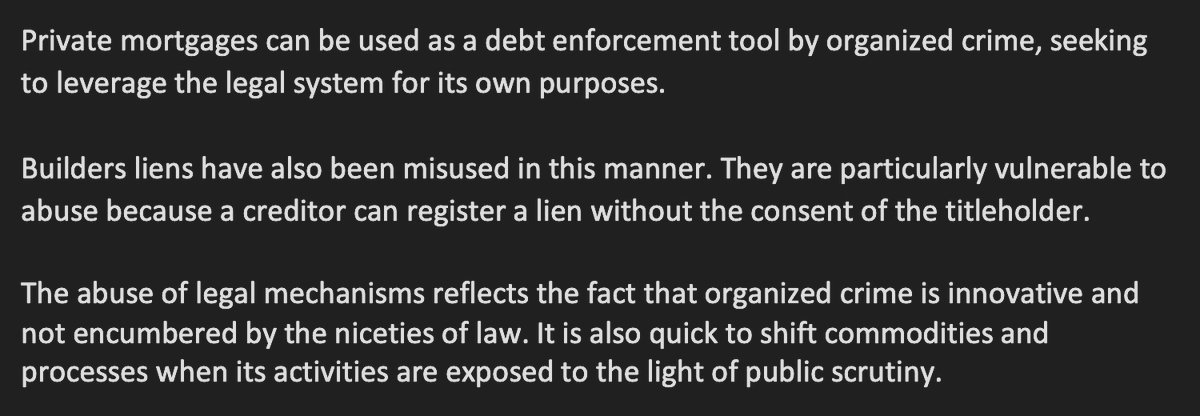 Private mortgages can be used as a debt enforcement tool by organized crime, seeking
to leverage the legal system for its own purposes.
Builders liens have also been misused in this manner. They are particularly vulnerable to
abuse because a creditor can register a lien without the consent of the titleholder.
The abuse of legal mechanisms reflects the fact that organized crime is innovative and
not encumbered by the niceties of law. It is also quick to shift commodities and
processes when its activities are exposed to the light of public scrutiny.